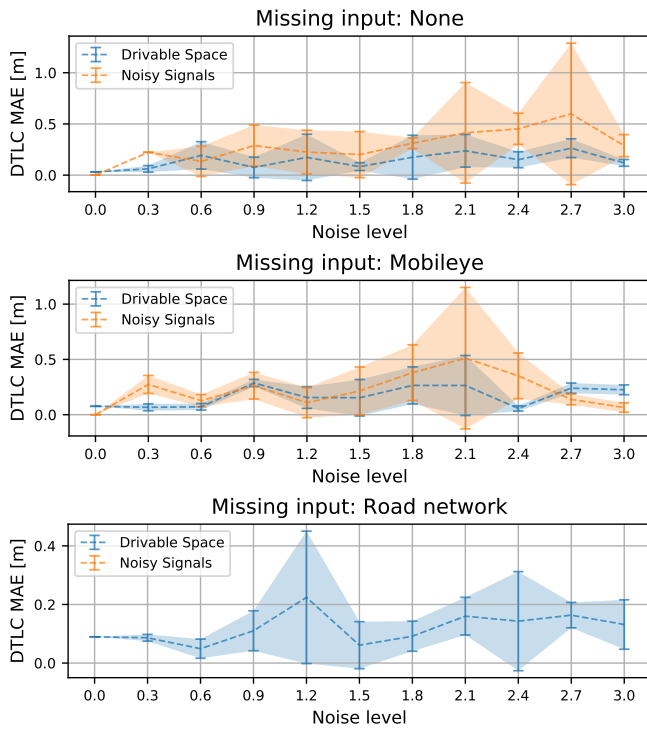 Missing input: None
DTLC MAE [m]
1.0
0.5
0.0
Drivable Space
Noisy Signals
0.0 0.3 0.6 0.9 1.2 1.5 1.8 2.1 2.4 2.7 3.0
Noise level
Missing input: Mobileye
DTLC MAE [m]
1.0
0.5
0.0
Drivable Space
Noisy Signals
0.0 0.3 0.6 0.9 1.2 1.5 1.8 2.1 2.4 2.7 3.0
Noise level
Missing input: Road network
DTLC MAE [m]
0.4
0.2
0.0
Drivable Space
Noisy Signals
0.0 0.3 0.6 0.9 1.2 1.5 1.8 2.1 2.4 2.7 3.0
Noise level